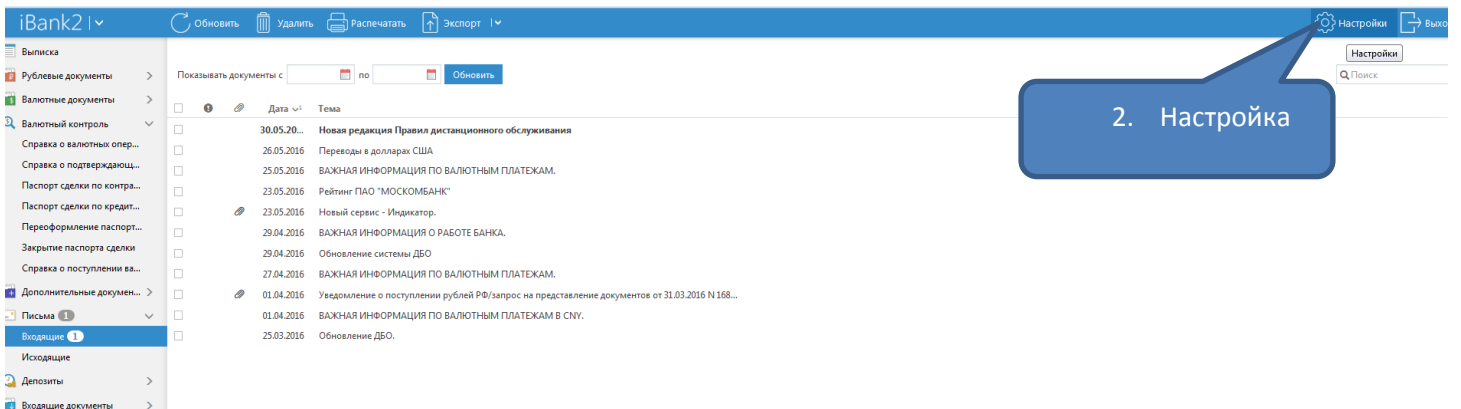 iBank2
Обновить
Удалить
Распечатать
Экспорт
Настройки
Настройки
Выписка
Рублевые документы
Валютные документы
Валютный контроль
Справка о валютных опер...
Справка о подтверждающ...
Паспорт сделки по контра...
Паспорт сделки по кредит...
Переоформление паспорт...
Закрытие паспорта сделки
Справка о поступлении ва...
Дополнительные докумен...
Письма 1
Входящие 1
Исходящие
Депозиты
Входящие документы
Показывать документы с по Обновить
Поиск
Дата 1 Тема
30.05.20... Новая редакция Правил дистанционного обслуживания
26.05.2016 Переводы в долларах США
25.05.2016 ВАЖНАЯ ИНФОРМАЦИЯ ПО ВАЛЮТНЫМ ПЛАТЕЖАМ.
23.05.2016 Рейтинг ПАО "МОСКОМБАНК"
23.05.2016 Новый сервис - Индикатор.
29.04.2016 ВАЖНАЯ ИНФОРМАЦИЯ О РАБОТЕ БАНКА.
29.04.2016 Обновление системы ДБО
27.04.2016 ВАЖНАЯ ИНФОРМАЦИЯ ПО ВАЛЮТНЫМ ПЛАТЕЖАМ.
01.04.2016 Уведомление о поступлении рублей РФ/запрос на представление документов от 31.03.2016 N 168...
01.04.2016 ВАЖНАЯ ИНФОРМАЦИЯ ПО ВАЛЮТНЫМ ПЛАТЕЖАМ В CNY.
25.03.2016 Обновление ДБО.
2. Настройка